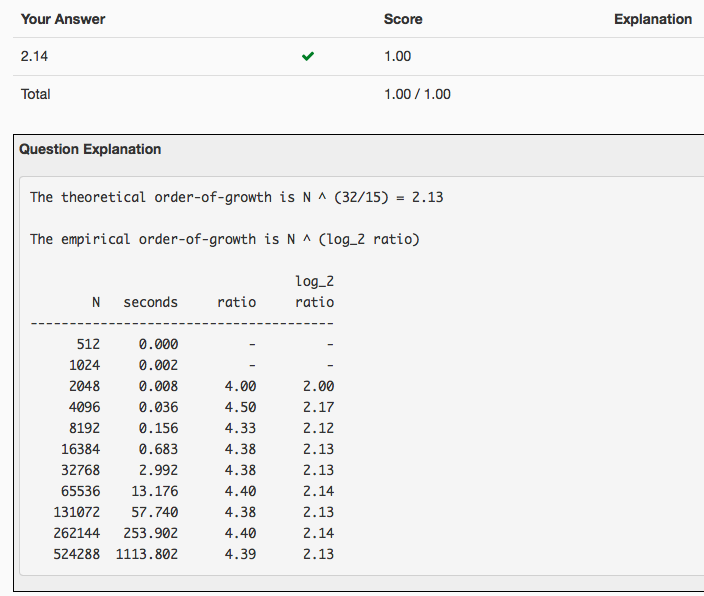 Your Answer Score Explanation
2.14 ✔ 1.00
Total 1.00 / 1.00
Question Explanation
The theoretical order-of-growth is N ^ (32/15) = 2.13
The empirical order-of-growth is N ^ (log_2 ratio)
log_2
N seconds ratio ratio
---------------------------------------
512 0.000 - -
1024 0.002 - -
2048 0.008 4.00 2.00
4096 0.036 4.50 2.17
8192 0.156 4.33 2.12
16384 0.683 4.38 2.13
32768 2.992 4.38 2.13
65536 13.176 4.40 2.14
131072 57.740 4.38 2.13
262144 253.902 4.40 2.14
524288 1113.802 4.39 2.13